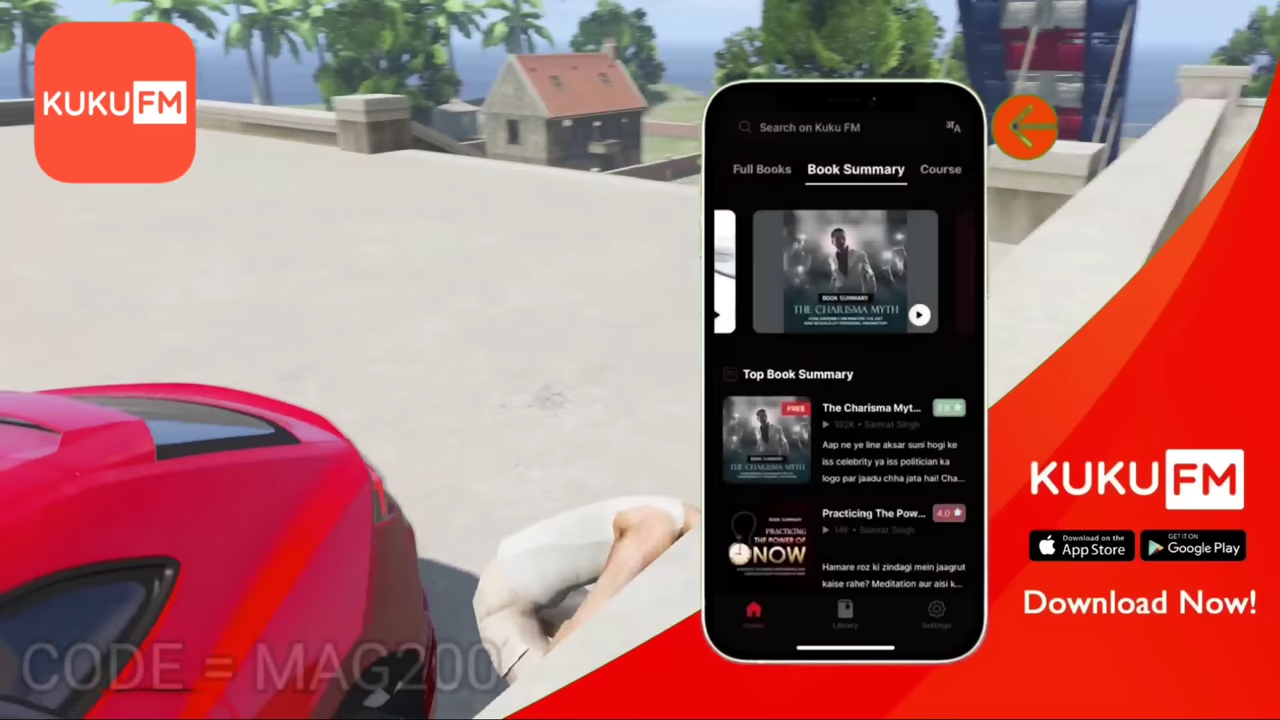 KUKU FM
Search on Kuku FM
अA
Full Books
Book Summary
Course
BOOK SUMMARY
THE CHARISMA MYTH
Top Book Summary
FREE
BOOK SUMMARY
THE CHARISMA MYTH
The Charisma Myt...
102K • Samrat Singh
Aap ne ye line aksar suni hogi ke
iss celebrity ya iss politician ka
logo par jaadu chha jata hai! Cha...
BOOK SUMMARY
PRACTICING
THE POWER OF
NOW
Practicing The Pow...
4.0
Samrat Singh
Hamare roz ki zindagi mein jaagrut
kaise rahe? Meditation aur aisi k...
Home
Library
Settings
KUKU FM
Download on the
App Store
GET IT ON
Google Play
Download Now!
CODE = MAG200